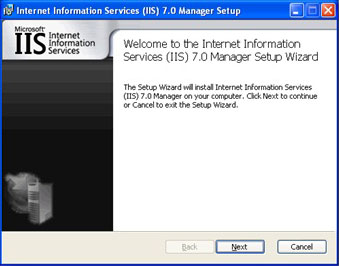 Internet Information Services (IIS) 7.0 Manager Setup
Microsoft
IIS Internet
Information
Services
Welcome to the Internet Information
Services (IIS) 7.0 Manager Setup Wizard
The Setup Wizard will install Internet Information Services
(IIS) 7.0 Manager on your computer. Click Next to continue
or Cancel to exit the Setup Wizard.
Back Next Cancel